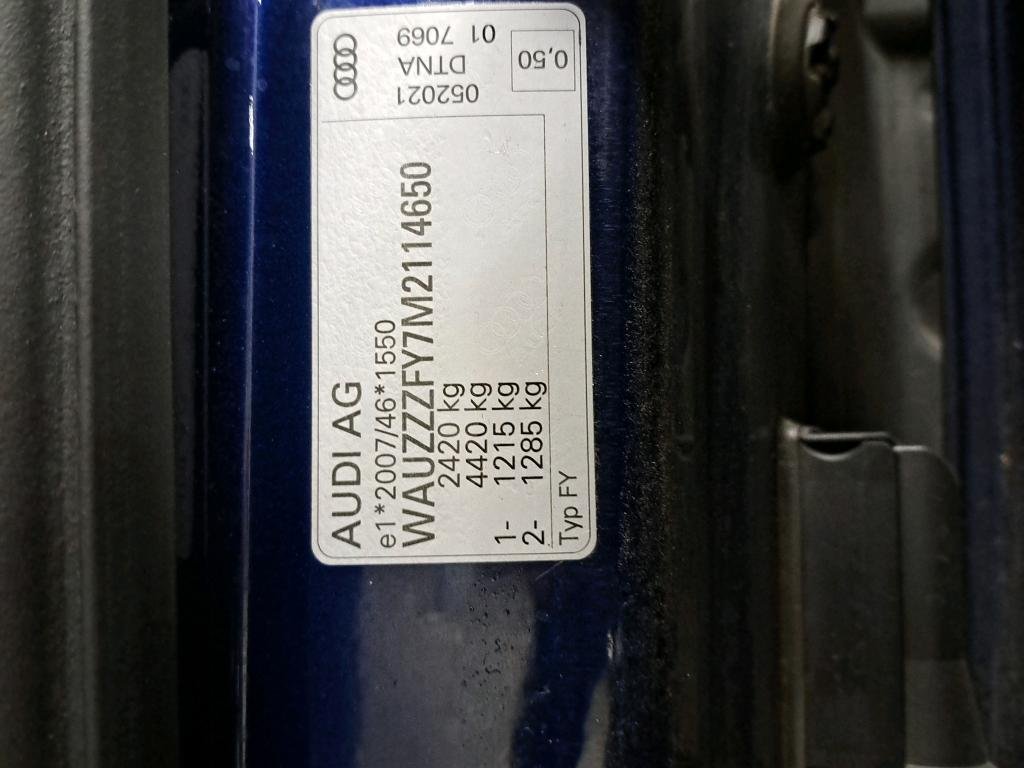 AUDI AG
e1*2007/46*1550
WAUZZZFY7M2114650
2420 kg
4420 kg
1- 1215 kg
2- 1285 kg
Typ FY
052021
DTNA
01 7069
0,50